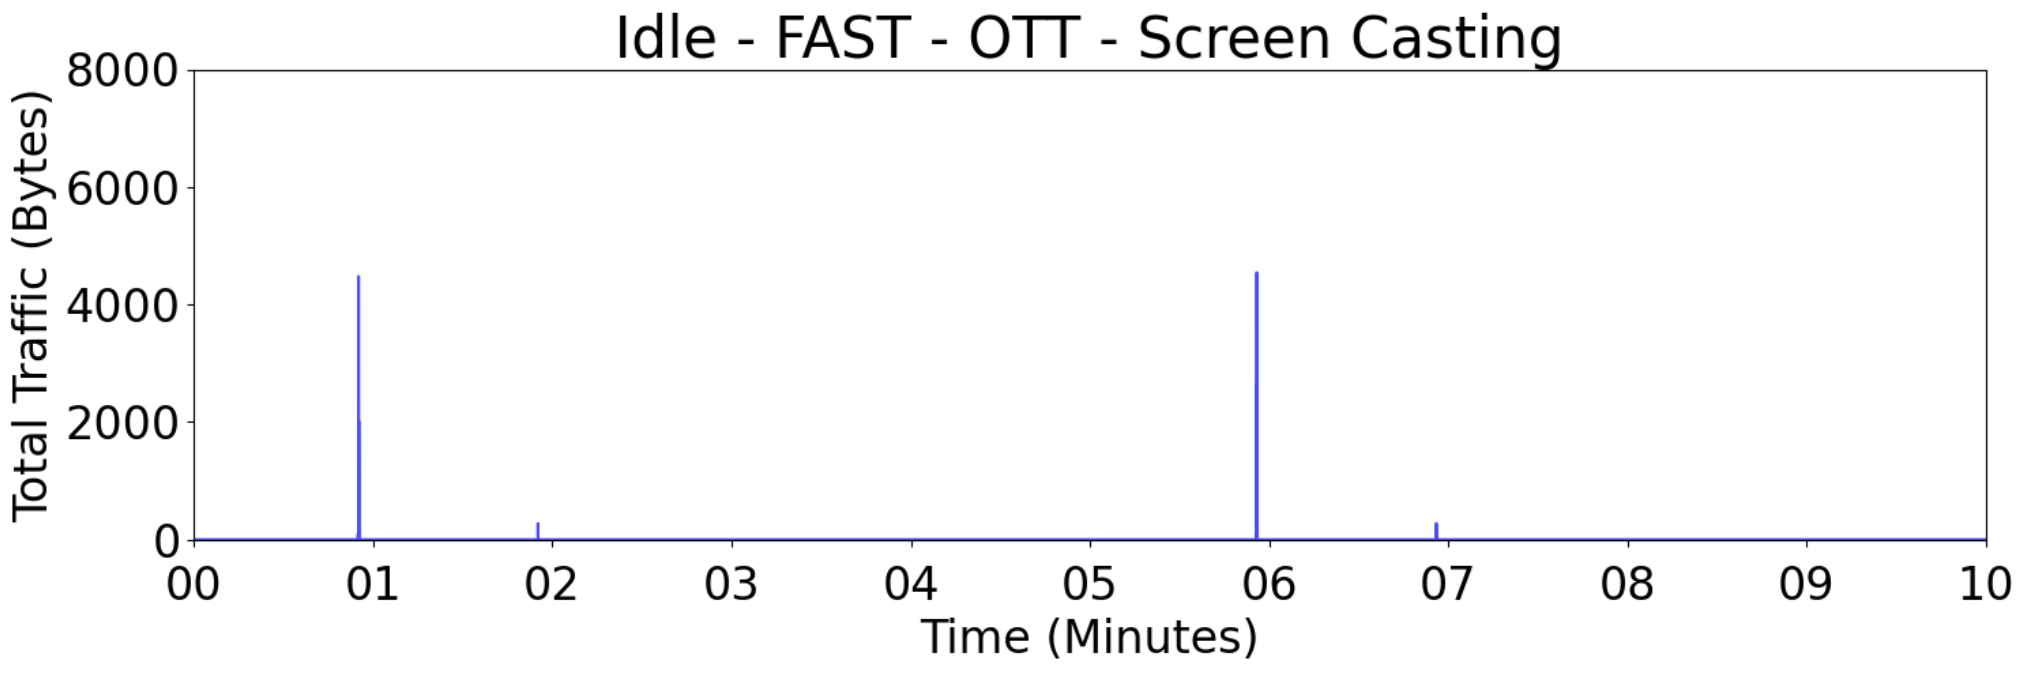 Idle - FAST - OTT - Screen Casting
8000
6000
4000
2000
0
Total Traffic (Bytes)
00 01 02 03 04 05 06 07 08 09 10
Time (Minutes)